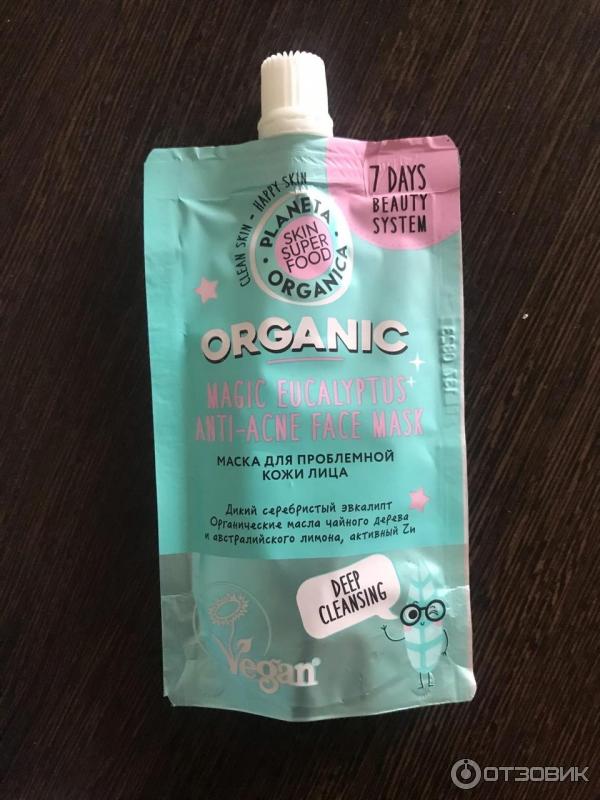 CLEAN SKIN - HAPPY SKIN
PLANETA
SKIN SUPER FOOD
ORGANICA
7 DAYS
BEAUTY
SYSTEM
ORGANIC
MAGIC EUCALYPTUS
ANTI-ACNE FACE MASK
МАСКА ДЛЯ ПРОБЛЕМНОЙ
КОЖИ ЛИЦА
Дикий серебристый эвкалипт
Органические масла чайного дерева
и австралийского лимона, активный Zn
DEEP
CLEANSING
Vegan
ОТЗОВИК